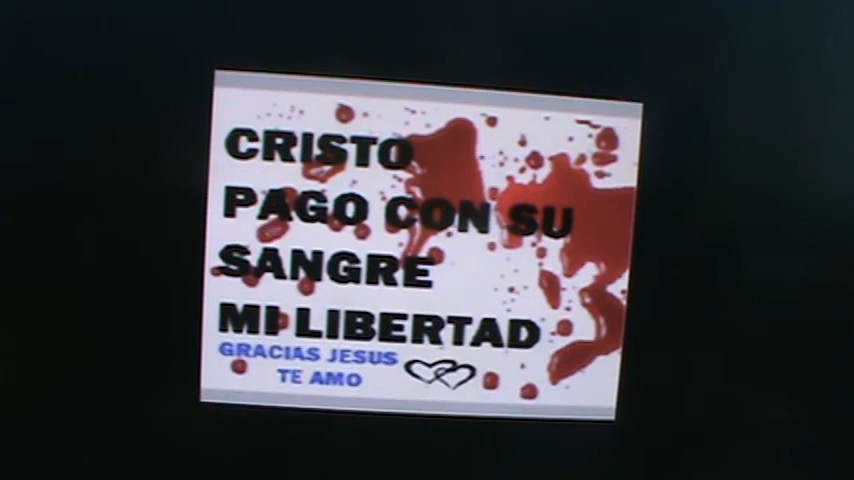 CRISTO
PAGO CON SU
SANGRE
MI LIBERTAD
GRACIAS JESUS
TE AMO